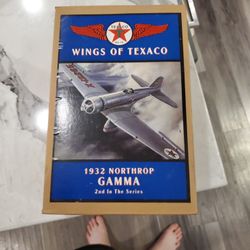 TEXACO
WINGS OF TEXACO
1932 NORTHROP
GAMMA
2nd In The Series